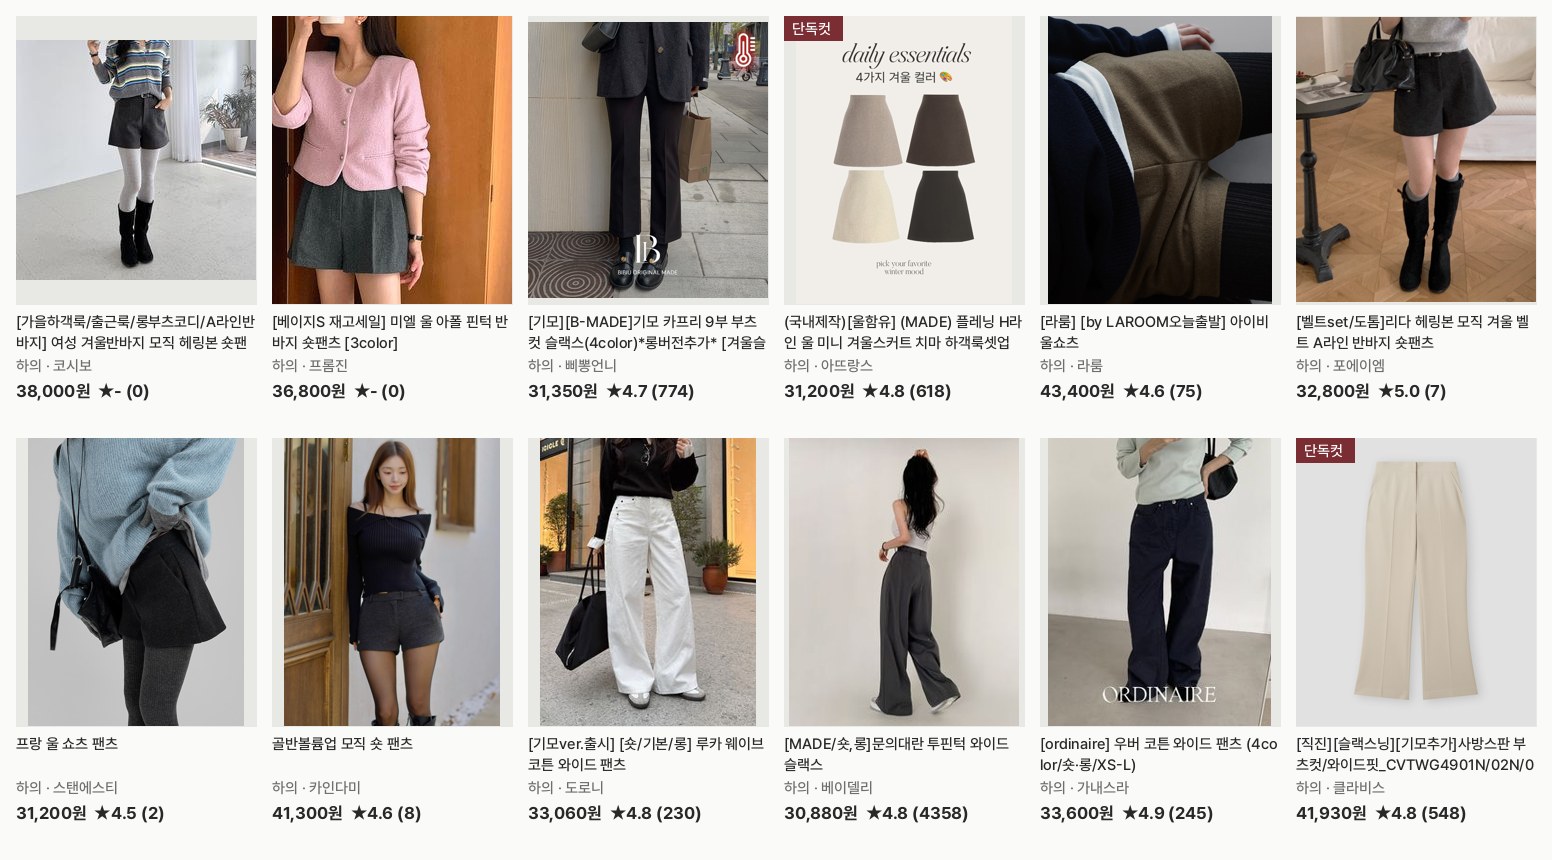 단독컷
daily essentials
4가지 겨울 컬러
pick your favorite
winter mood
BIBIU ORIGINAL MADE
[가을하객룩/출근룩/롱부츠코디/A라인반
바지] 여성 겨울반바지 모직 헤링본 숏팬
하의 · 코시보
38,000원 ★- (0)
[베이지S 재고세일] 미엘 울 아폴 핀턱 반
바지 숏팬츠 [3color]
하의 · 프롬진
36,800원 ★- (0)
[기모][B-MADE]기모 카프리 9부 부츠
컷 슬랙스(4color)*롱버전추가* [겨울슬
하의 · 삐뽕언니
31,350원 ★4.7 (774)
(국내제작)[울함유] (MADE) 플레닝 H라
인 울 미니 겨울스커트 치마 하객룩셋업
하의 · 아뜨랑스
31,200원 ★4.8 (618)
[라룸] [by LAROOM오늘출발] 아이비
울쇼츠
하의 · 라룸
43,400원 ★4.6 (75)
[벨트set/도톰]리다 헤링본 모직 겨울 벨
트 A라인 반바지 숏팬츠
하의 · 포에이엠
32,800원 ★5.0 (7)
단독컷
ORDINAIRE
프랑 울 쇼츠 팬츠
하의 · 스탠에스티
31,200원 ★4.5 (2)
골반볼륨업 모직 숏 팬츠
하의 · 카인다미
41,300원 ★4.6 (8)
[기모ver.출시] [숏/기본/롱] 루카 웨이브
코튼 와이드 팬츠
하의 · 도로니
33,060원 ★4.8 (230)
[MADE/숏,롱]문의대란 투핀턱 와이드
슬랙스
하의 · 베이델리
30,880원 ★4.8 (4358)
[ordinaire] 우버 코튼 와이드 팬츠 (4co
lor/숏·롱/XS-L)
하의 · 가내스라
33,600원 ★4.9 (245)
[직진][슬랙스닝][기모추가]사방스판 부
츠컷/와이드핏_CVTWG4901N/02N/0
하의 · 클라비스
41,930원 ★4.8 (548)